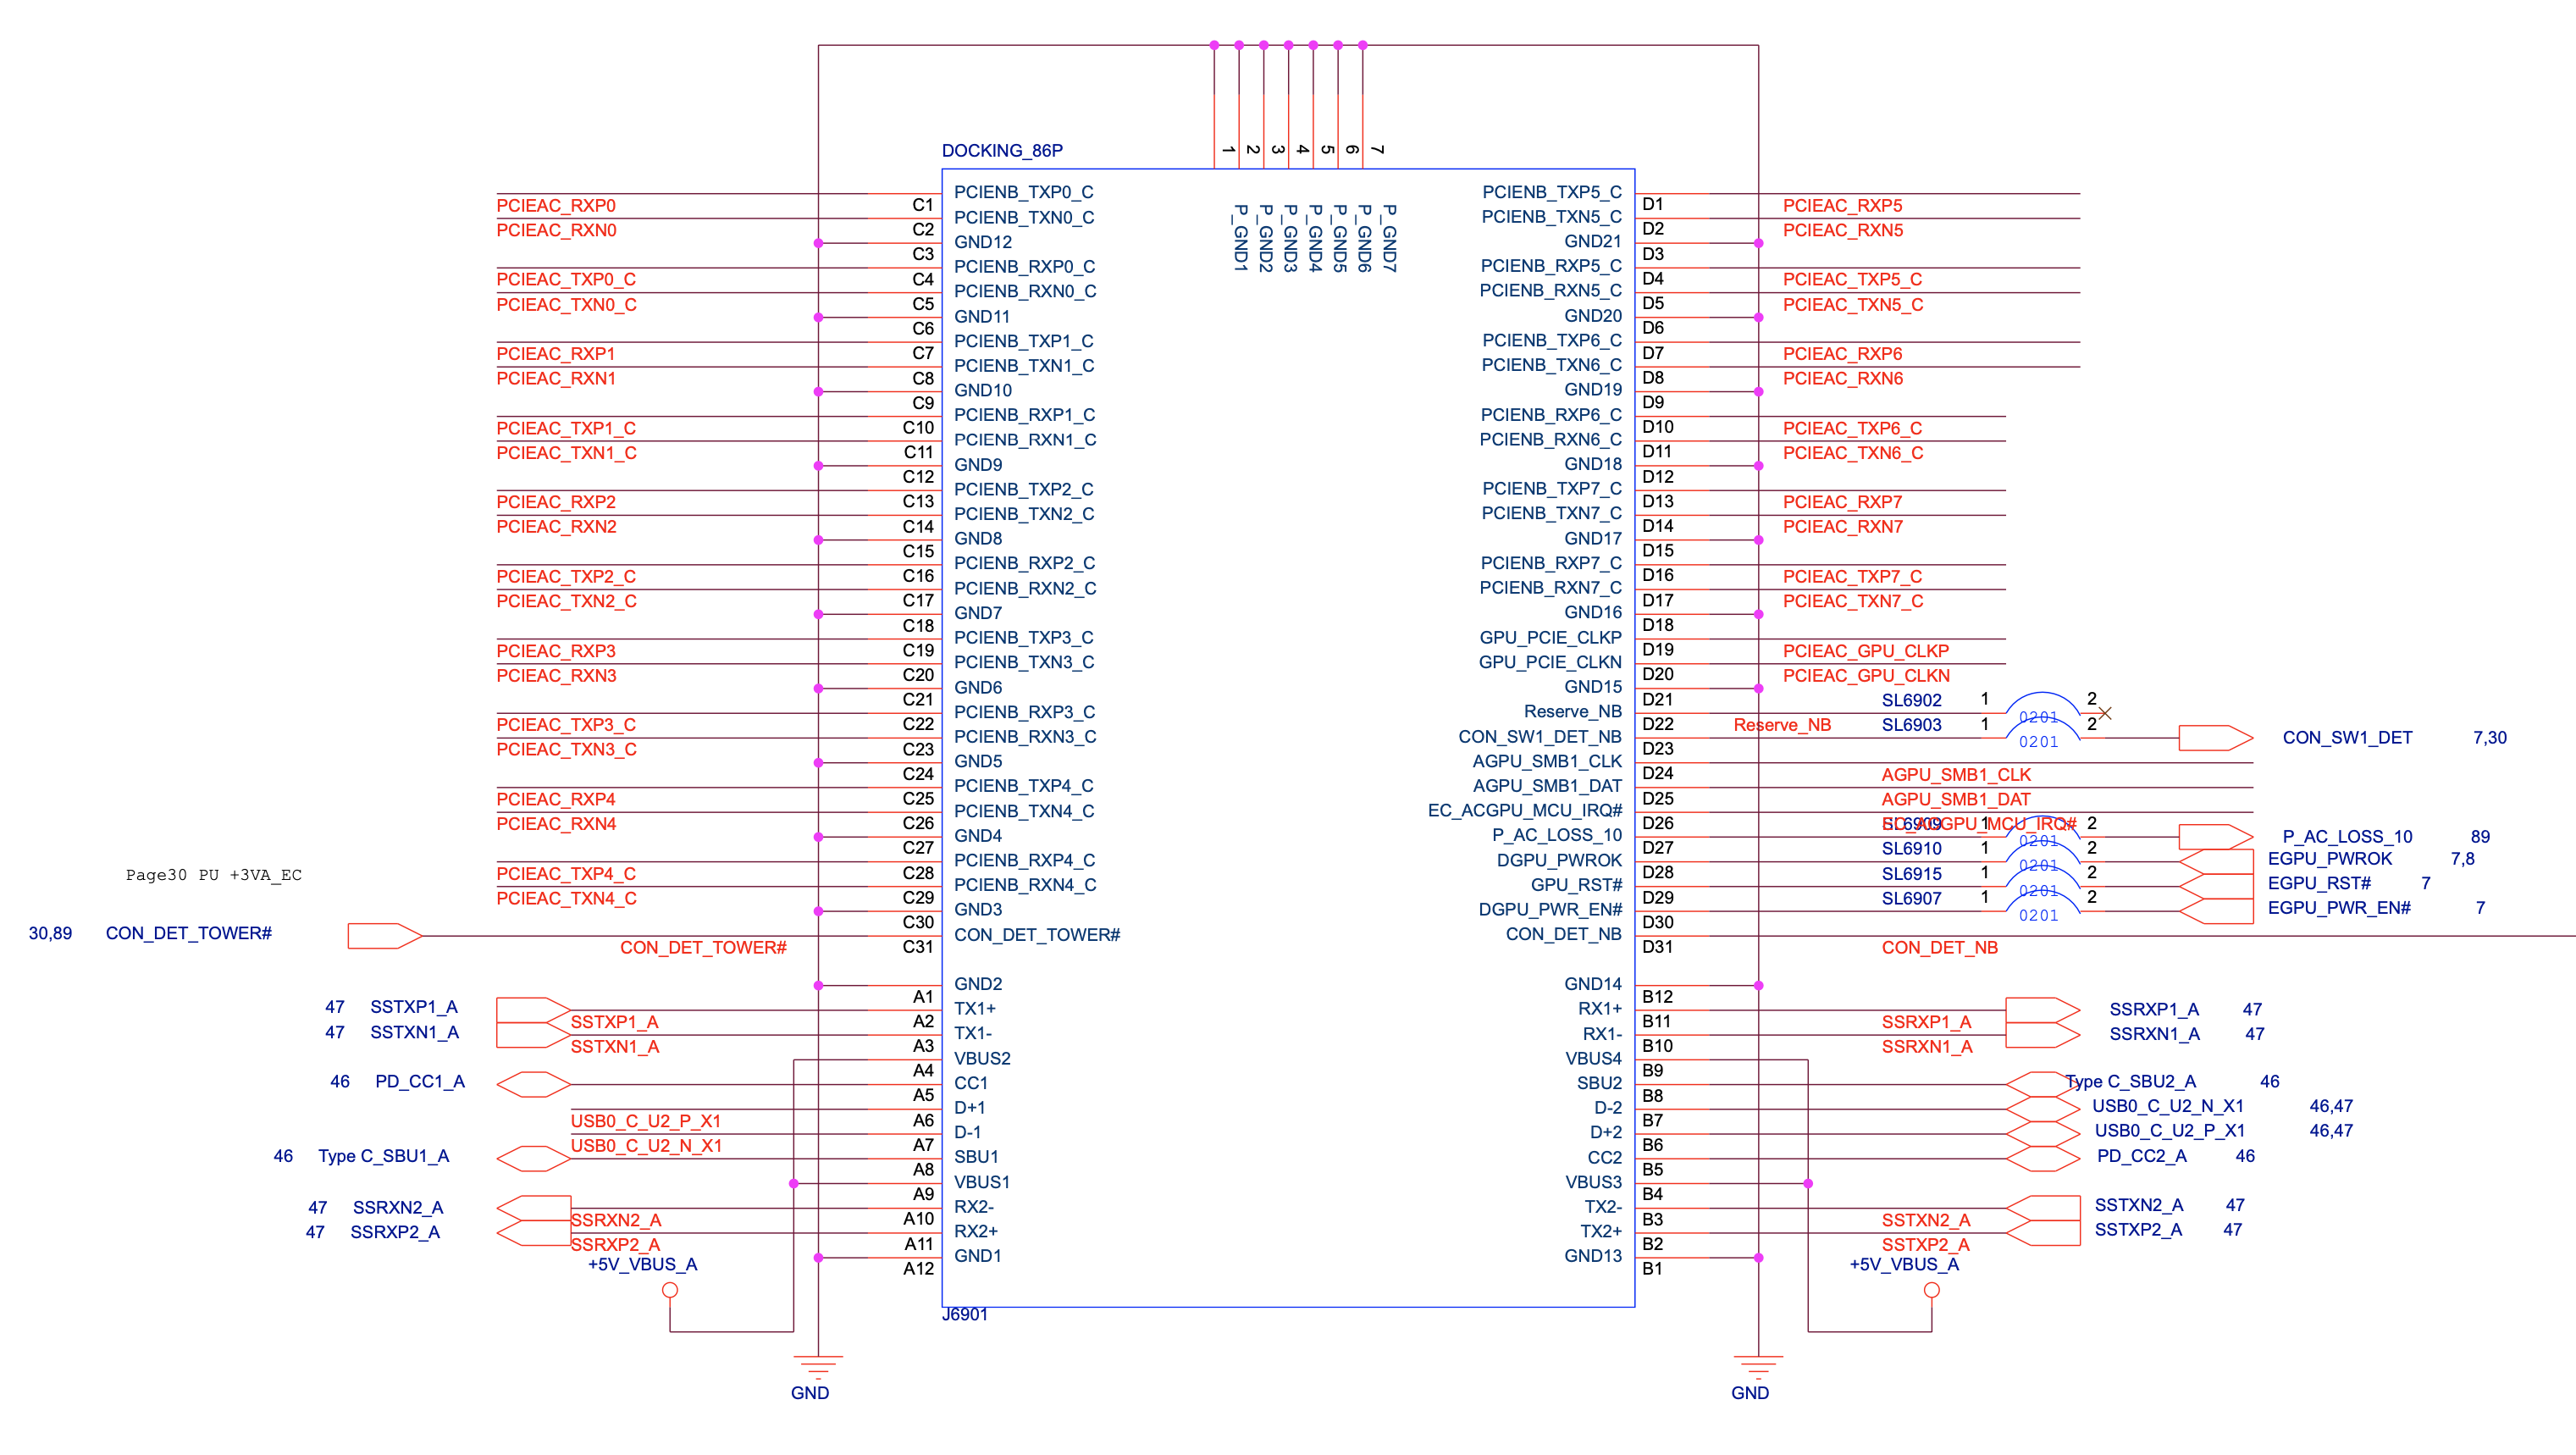 DOCKING_86P
1 2 3 4 5 6 7
P_GND1 P_GND2 P_GND3 P_GND4 P_GND5 P_GND6 P_GND7
PCIEAC_RXP0 C1 PCIENB_TXP0_C
PCIEAC_RXN0 C2 PCIENB_TXN0_C
C3 GND12
PCIEAC_TXP0_C C4 PCIENB_RXP0_C
PCIEAC_TXN0_C C5 PCIENB_RXN0_C
C6 GND11
PCIEAC_RXP1 C7 PCIENB_TXP1_C
PCIEAC_RXN1 C8 PCIENB_TXN1_C
C9 GND10
PCIEAC_TXP1_C C10 PCIENB_RXP1_C
PCIEAC_TXN1_C C11 PCIENB_RXN1_C
C12 GND9
PCIEAC_RXP2 C13 PCIENB_TXP2_C
PCIEAC_RXN2 C14 PCIENB_TXN2_C
C15 GND8
PCIEAC_TXP2_C C16 PCIENB_RXP2_C
PCIEAC_TXN2_C C17 PCIENB_RXN2_C
C18 GND7
PCIEAC_RXP3 C19 PCIENB_TXP3_C
PCIEAC_RXN3 C20 PCIENB_TXN3_C
C21 GND6
PCIEAC_TXP3_C C22 PCIENB_RXP3_C
PCIEAC_TXN3_C C23 PCIENB_RXN3_C
C24 GND5
PCIEAC_RXP4 C25 PCIENB_TXP4_C
PCIEAC_RXN4 C26 PCIENB_TXN4_C
C27 GND4
PCIEAC_TXP4_C C28 PCIENB_RXP4_C
Page30 PU +3VA_EC
PCIEAC_TXN4_C C29 PCIENB_RXN4_C
C30 GND3
30,89 CON_DET_TOWER# CON_DET_TOWER# C31 CON_DET_TOWER#
A1 GND2
47 SSTXP1_A SSTXP1_A A2 TX1+
47 SSTXN1_A SSTXN1_A A3 TX1-
A4 VBUS2
46 PD_CC1_A A5 CC1
USB0_C_U2_P_X1 A6 D+1
USB0_C_U2_N_X1 A7 D-1
46 Type C_SBU1_A A8 SBU1
A9 VBUS1
47 SSRXN2_A SSRXN2_A A10 RX2-
47 SSRXP2_A SSRXP2_A A11 RX2+
A12 GND1
+5V_VBUS_A
GND
J6901
PCIENB_TXP5_C D1 PCIEAC_RXP5
PCIENB_TXN5_C D2 PCIEAC_RXN5
GND21 D3
PCIENB_RXP5_C D4 PCIEAC_TXP5_C
PCIENB_RXN5_C D5 PCIEAC_TXN5_C
GND20 D6
PCIENB_TXP6_C D7 PCIEAC_RXP6
PCIENB_TXN6_C D8 PCIEAC_RXN6
GND19 D9
PCIENB_RXP6_C D10 PCIEAC_TXP6_C
PCIENB_RXN6_C D11 PCIEAC_TXN6_C
GND18 D12
PCIENB_TXP7_C D13 PCIEAC_RXP7
PCIENB_TXN7_C D14 PCIEAC_RXN7
GND17 D15
PCIENB_RXP7_C D16 PCIEAC_TXP7_C
PCIENB_RXN7_C D17 PCIEAC_TXN7_C
GND16 D18
GPU_PCIE_CLKP D19 PCIEAC_GPU_CLKP
GPU_PCIE_CLKN D20 PCIEAC_GPU_CLKN
GND15 D21
Reserve_NB D22 Reserve_NB SL6902 1 0201 2
CON_SW1_DET_NB D23 SL6903 1 0201 2 CON_SW1_DET 7,30
AGPU_SMB1_CLK D24 AGPU_SMB1_CLK
AGPU_SMB1_DAT D25 AGPU_SMB1_DAT
EC_ACGPU_MCU_IRQ# D26 EC_ACGPU_MCU_IRQ#
P_AC_LOSS_10 D27 SL6909 1 0201 2 P_AC_LOSS_10 89
DGPU_PWROK D28 SL6910 1 0201 2 EGPU_PWROK 7,8
GPU_RST# D29 SL6915 1 0201 2 EGPU_RST# 7
DGPU_PWR_EN# D30 SL6907 1 0201 2 EGPU_PWR_EN# 7
CON_DET_NB D31 CON_DET_NB
GND14 B12
RX1+ B11 SSRXP1_A SSRXP1_A 47
RX1- B10 SSRXN1_A SSRXN1_A 47
VBUS4 B9
SBU2 B8 Type C_SBU2_A 46
D-2 B7 USB0_C_U2_N_X1 46,47
D+2 B6 USB0_C_U2_P_X1 46,47
CC2 B5 PD_CC2_A 46
VBUS3 B4
TX2- B3 SSTXN2_A SSTXN2_A 47
TX2+ B2 SSTXP2_A SSTXP2_A 47
GND13 B1
+5V_VBUS_A
GND